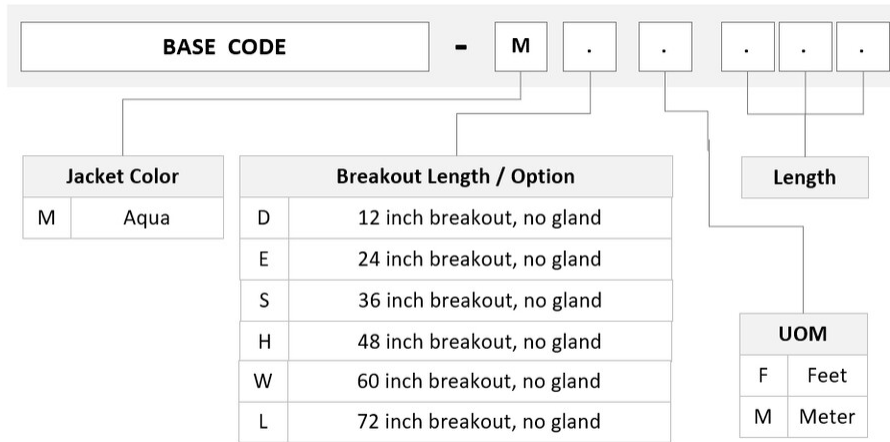 BASE CODE - M . . . . .
Jacket Color
M Aqua
Breakout Length / Option
D 12 inch breakout, no gland
E 24 inch breakout, no gland
S 36 inch breakout, no gland
H 48 inch breakout, no gland
W 60 inch breakout, no gland
L 72 inch breakout, no gland
Length
UOM
F Feet
M Meter